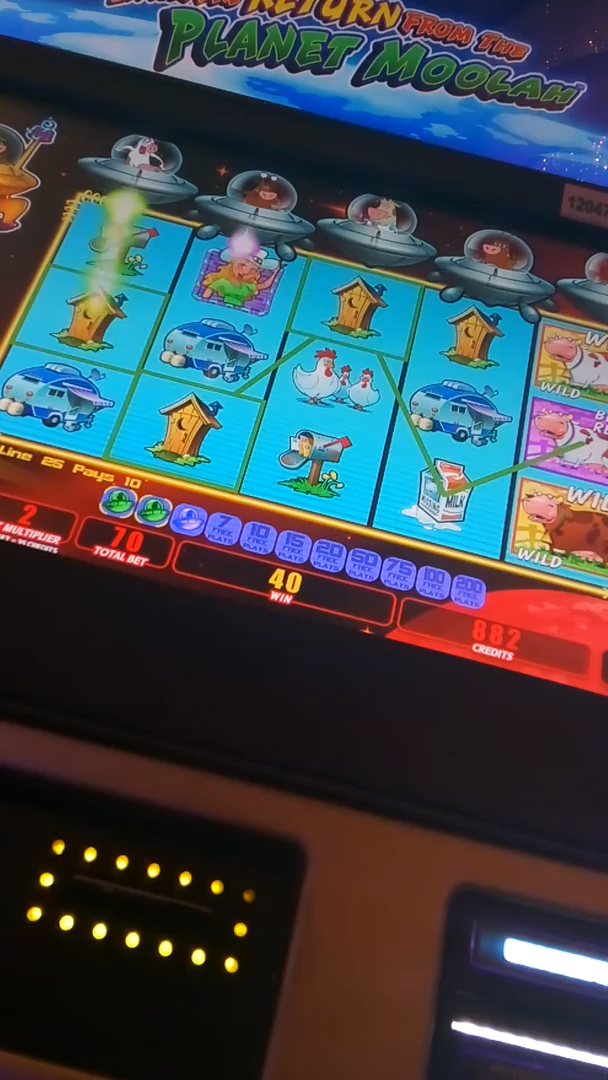 RETURN FROM THE
PLANET MOOLAH
1204
WILD
WILD
WILD
MILK
Line 25 Pays 10
2
70
TOTAL BET
7 FREE PLAYS
10 FREE PLAYS
15 FREE PLAYS
20 FREE PLAYS
50 FREE PLAYS
75 FREE PLAYS
100 FREE PLAYS
200 FREE PLAYS
MULTIPLIER
40
WIN
882
CREDITS